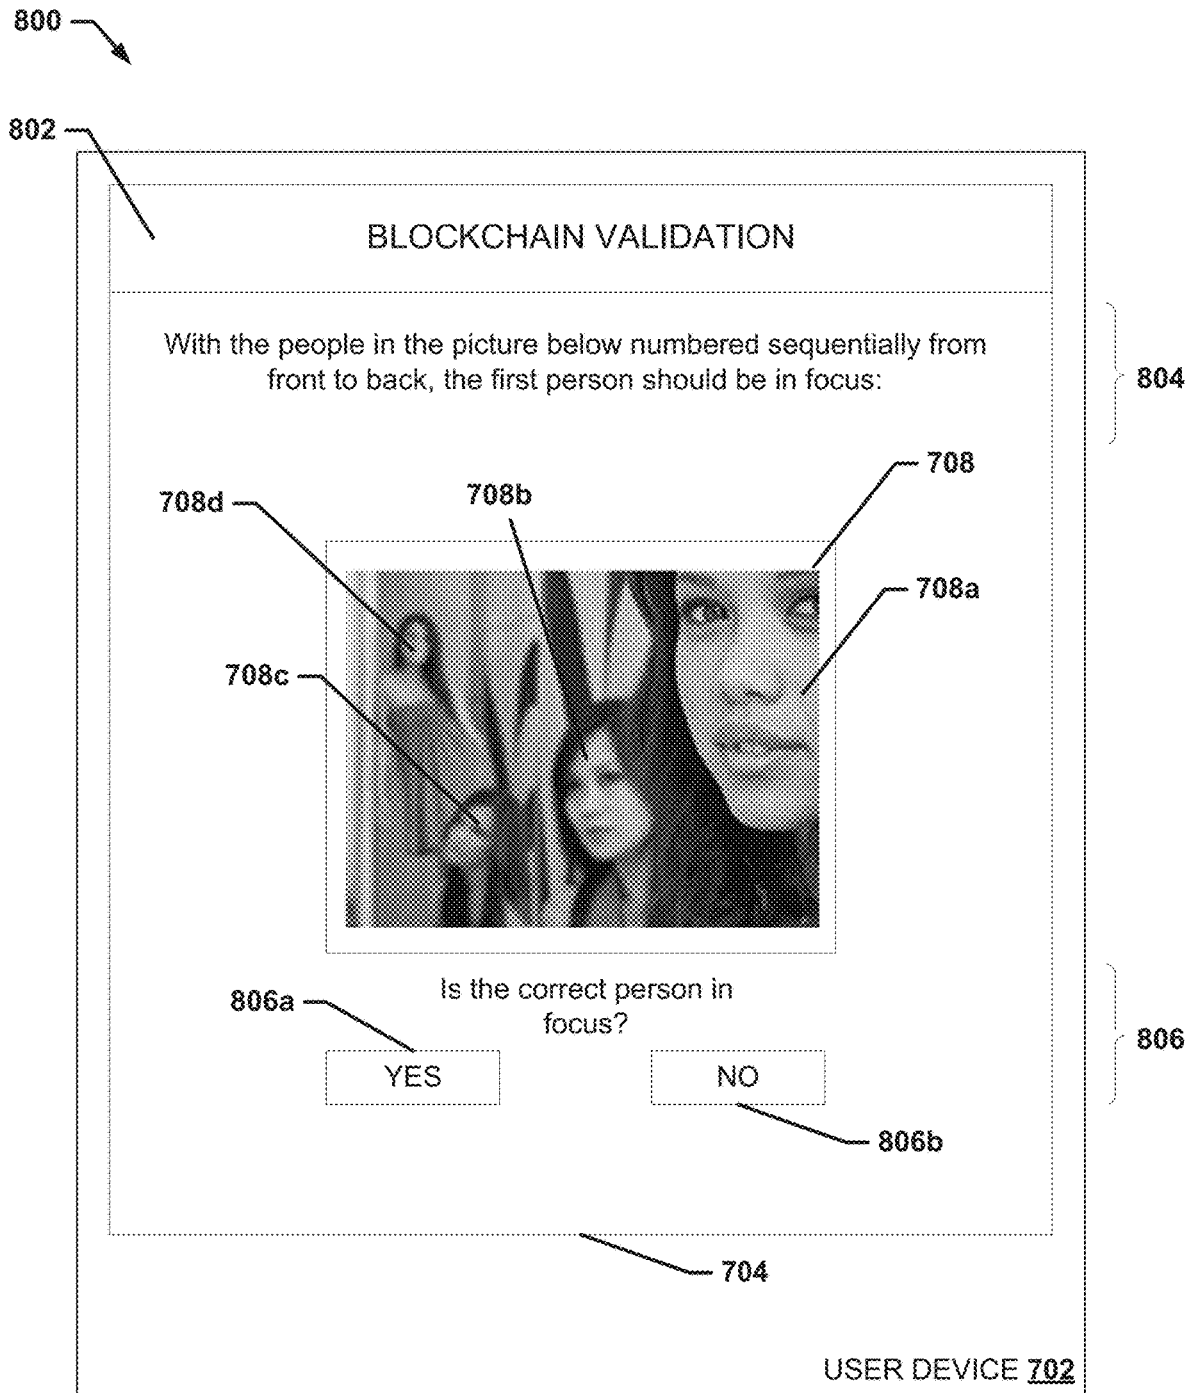 800
802
BLOCKCHAIN VALIDATION
With the people in the picture below numbered sequentially from
front to back, the first person should be in focus:
804
708
708d
708b
708a
708c
Is the correct person in
focus?
806a
806
YES
NO
806b
704
USER DEVICE 702